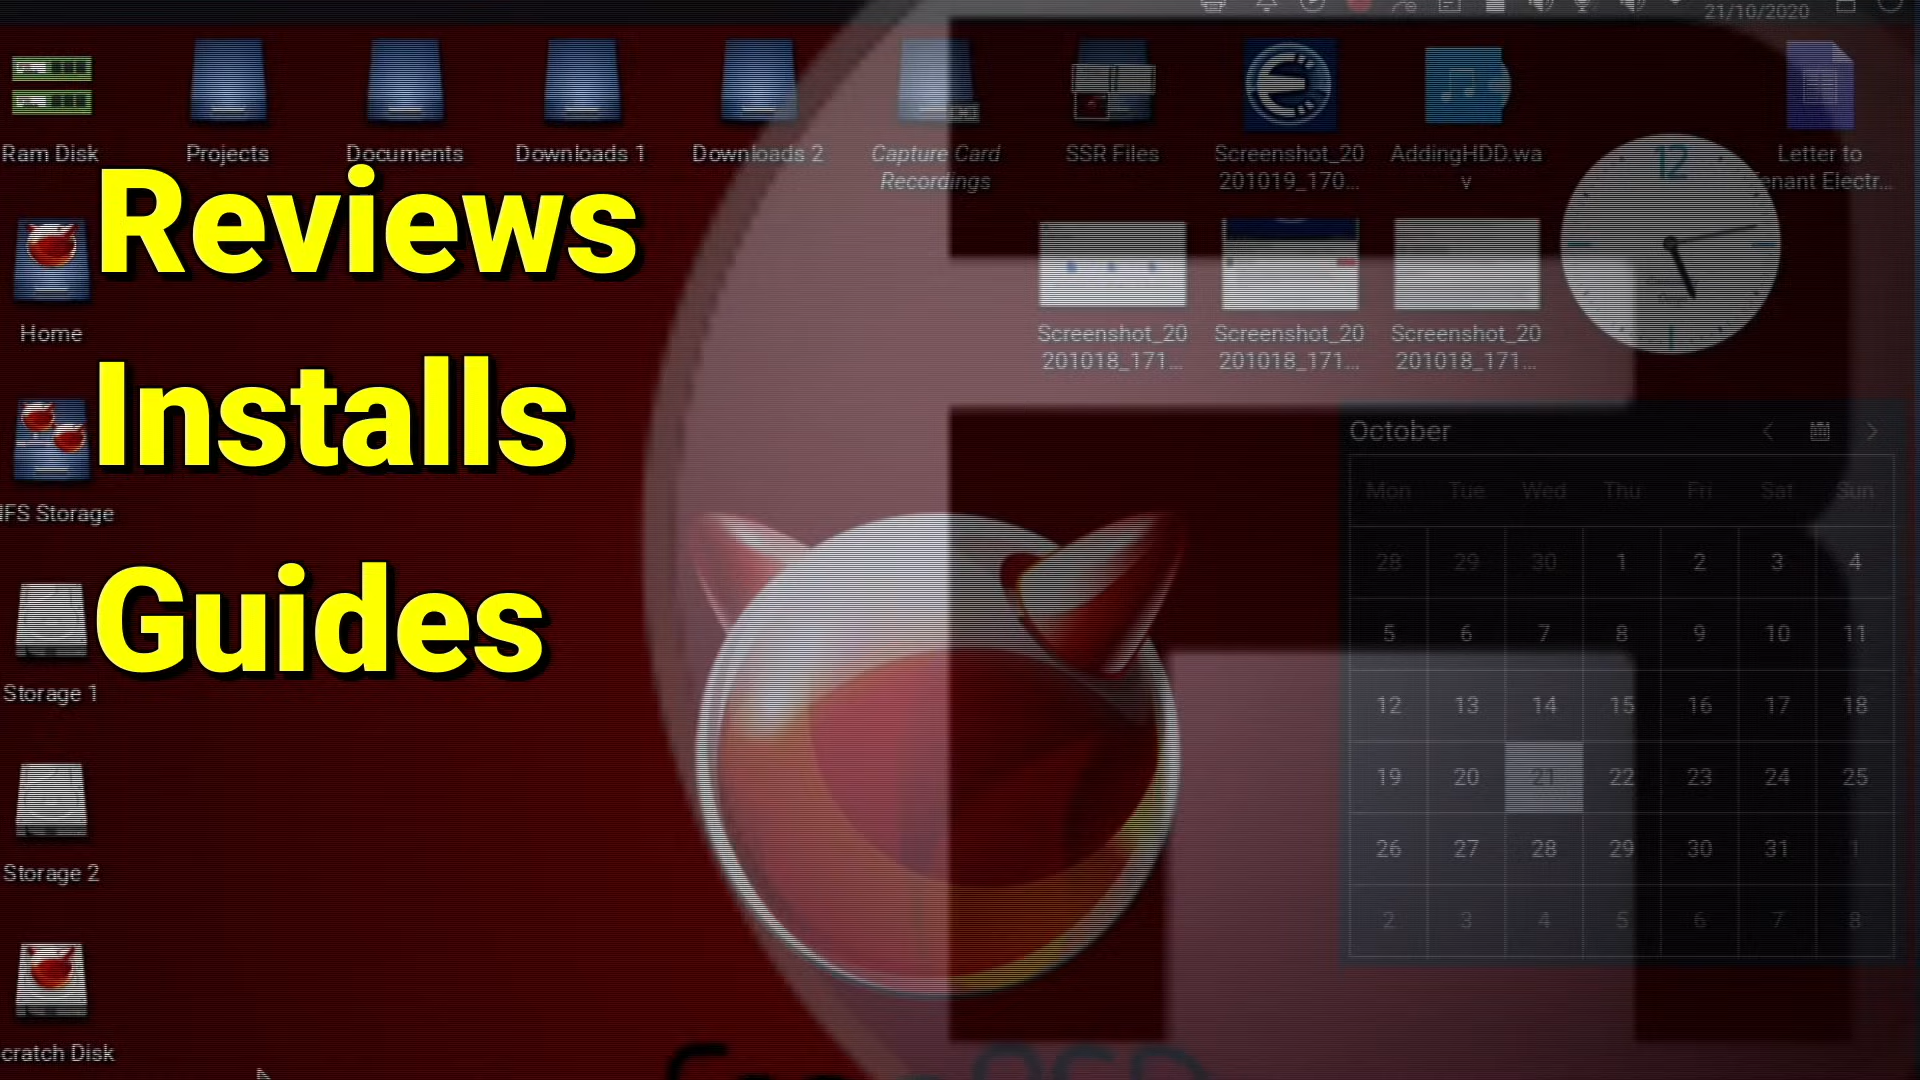 21/10/2020
Ram Disk
Projects
Documents
Downloads 1
Downloads 2
Capture Card
Recordings
SSR Files
Screenshot_20
201019_170...
AddingHDD.wa
v
Letter to
enant Electr...
12
Reviews
Home
Screenshot_20
201018_171...
Screenshot_20
201018_171...
Screenshot_20
201018_171...
Installs
IFS Storage
Guides
Storage 1
Storage 2
cratch Disk
October
Mon Tue Wed Thu Fri Sat Sun
28 29 30 1 2 3 4
5 6 7 8 9 10 11
12 13 14 15 16 17 18
19 20 21 22 23 24 25
26 27 28 29 30 31 1
2 3 4 5 6 7 8